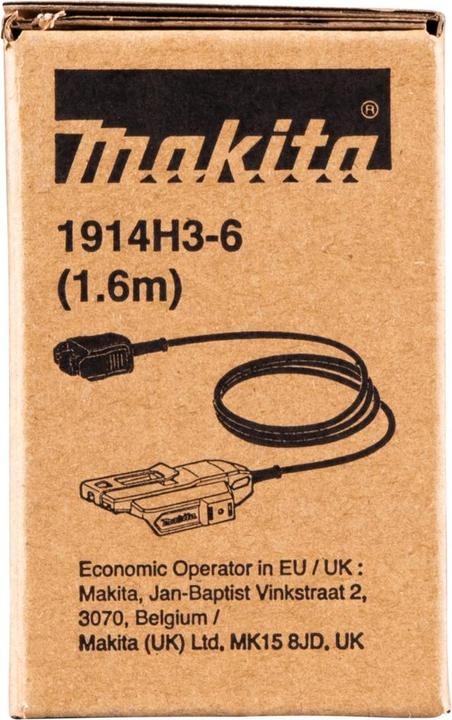 makita®
1914H3-6
(1.6m)
makita
Economic Operator in EU / UK :
Makita, Jan-Baptist Vinkstraat 2,
3070, Belgium /
Makita (UK) Ltd. MK15 8JD. UK